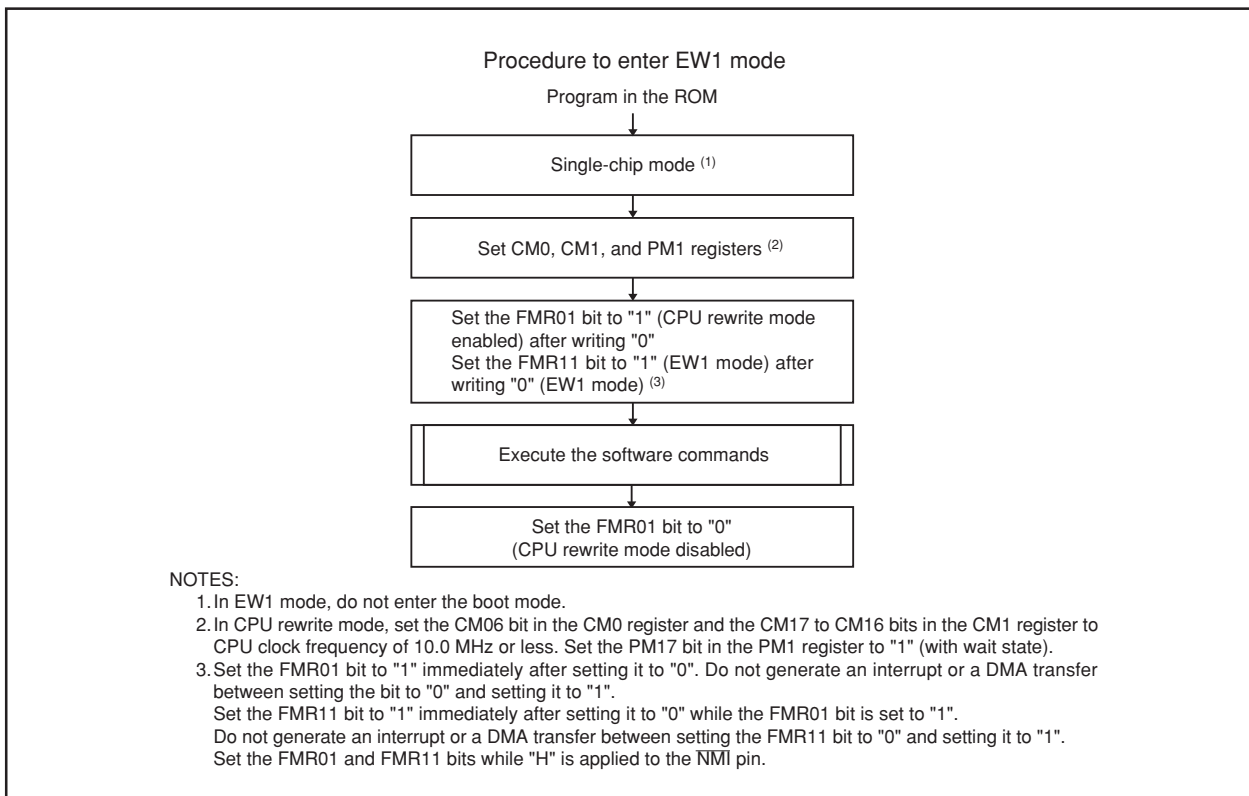 Procedure to enter EW1 mode
Program in the ROM
Single-chip mode (1)
Set CM0, CM1, and PM1 registers (2)
Set the FMR01 bit to "1" (CPU rewrite mode
enabled) after writing "0"
Set the FMR11 bit to "1" (EW1 mode) after
writing "0" (EW1 mode) (3)
Execute the software commands
Set the FMR01 bit to "0"
(CPU rewrite mode disabled)
NOTES:
1. In EW1 mode, do not enter the boot mode.
2. In CPU rewrite mode, set the CM06 bit in the CM0 register and the CM17 to CM16 bits in the CM1 register to
CPU clock frequency of 10.0 MHz or less. Set the PM17 bit in the PM1 register to "1" (with wait state).
3. Set the FMR01 bit to "1" immediately after setting it to "0". Do not generate an interrupt or a DMA transfer
between setting the bit to "0" and setting it to "1".
Set the FMR11 bit to "1" immediately after setting it to "0" while the FMR01 bit is set to "1".
Do not generate an interrupt or a DMA transfer between setting the FMR11 bit to "0" and setting it to "1".
Set the FMR01 and FMR11 bits while "H" is applied to the N̅M̅I̅ pin.